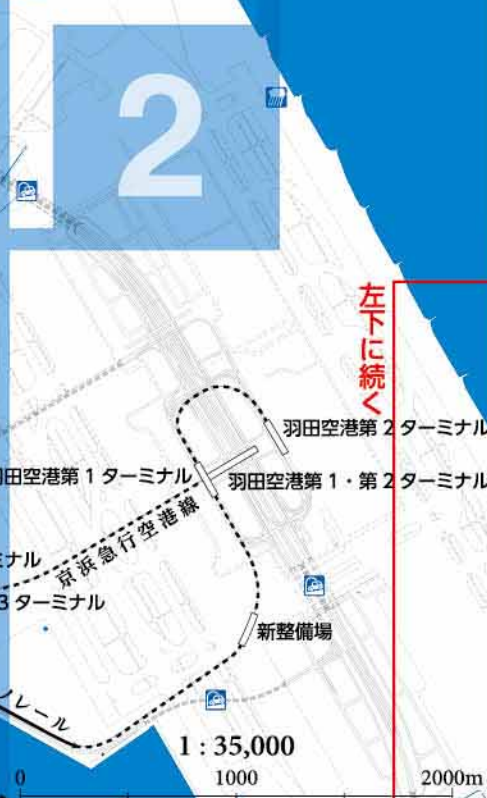 2
左下に続く
羽田空港第2ターミナル
羽田空港第1ターミナル
羽田空港第1・第2ターミナル
京浜急行空港線
ミナル
3ターミナル
新整備場
ノレール
1 : 35,000
0 1000 2000m